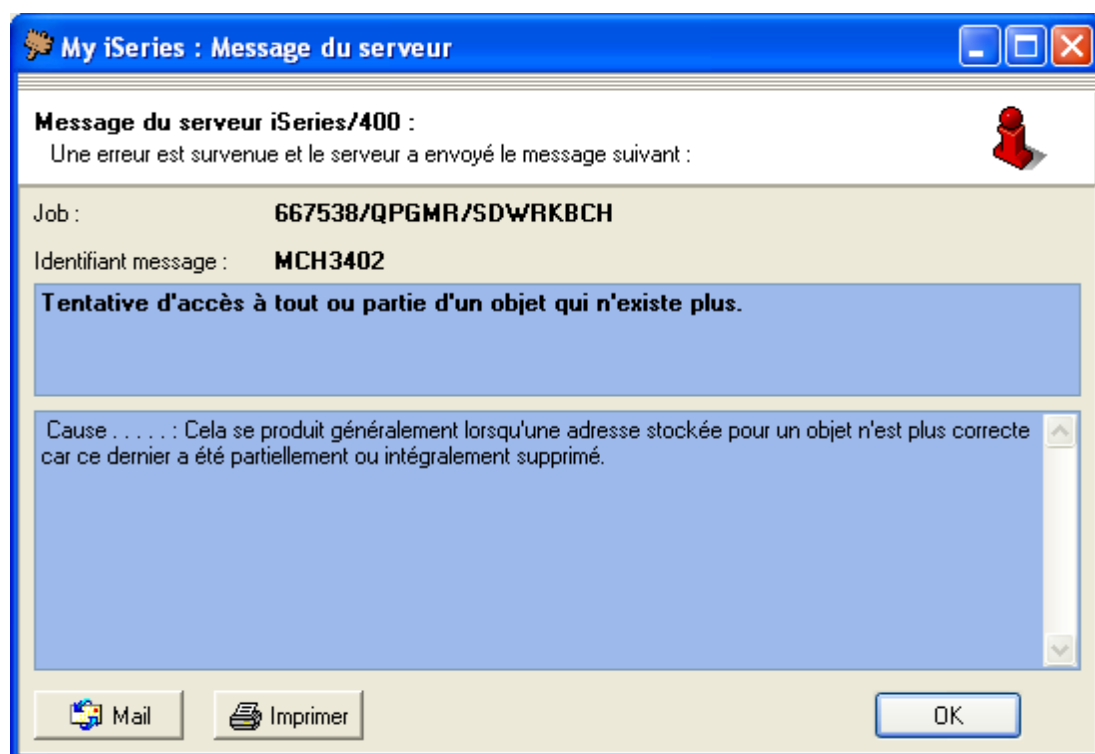 My iSeries : Message du serveur
Message du serveur iSeries/400 :
Une erreur est survenue et le serveur a envoyé le message suivant :
Job : 667538/QPGMR/SDWRKBCH
Identifiant message : MCH3402
Tentative d'accès à tout ou partie d'un objet qui n'existe plus.
Cause . . . . . : Cela se produit généralement lorsqu'une adresse stockée pour un objet n'est plus correcte
car ce dernier a été partiellement ou intégralement supprimé.
Mail Imprimer OK